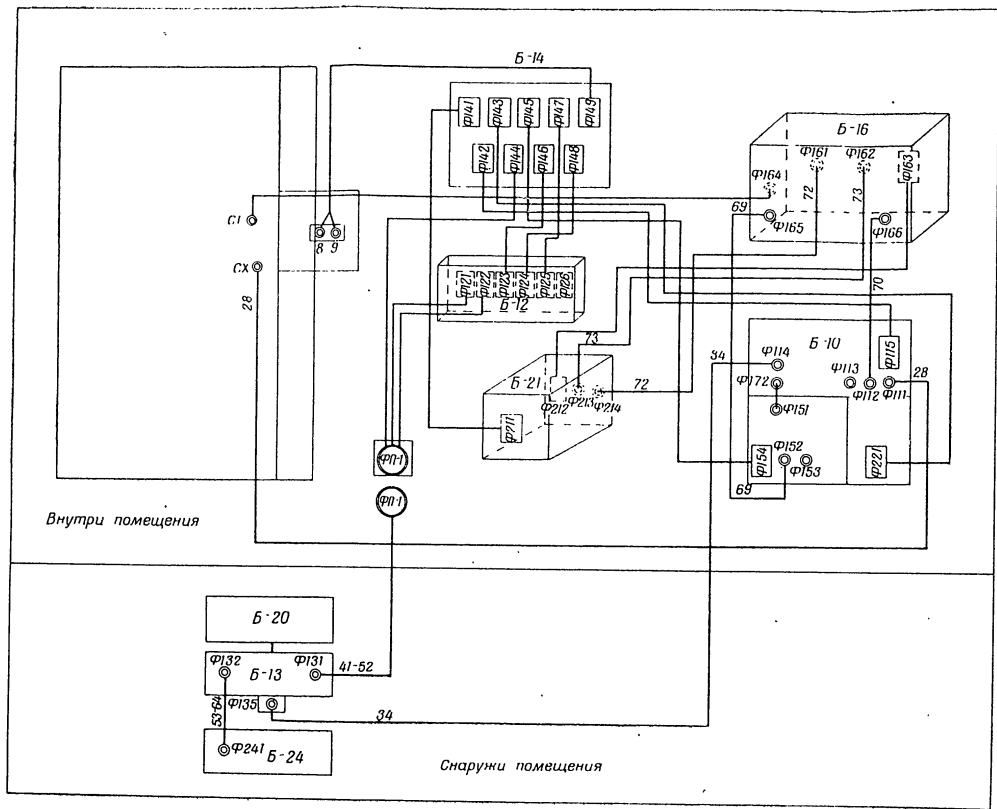 Б-14
Ф141
Ф143
Ф145
Ф147
Ф149
Ф142
Ф144
Ф146
Ф148
Б-16
Ф161
Ф162
Ф163
Ф164
72
73
69
Ф165
Ф166
С1
8 9
СХ
28
Ф121
Ф122
Ф123
Ф124
Ф125
Ф126
Б-12
70
73
Б-10
Ф115
34
Ф114
Ф113
28
Ф172
Ф112
Ф111
Б-21
72
Ф212
Ф213
Ф214
Ф151
Ф211
Ф152
Ф154
Ф153
Ф221
69
ФП-1
ФП-1
Внутри помещения
Б-20
Ф132
Б-13
Ф131
41-52
53-64
Ф135
34
Ф241
Б-24
Снаружи помещения